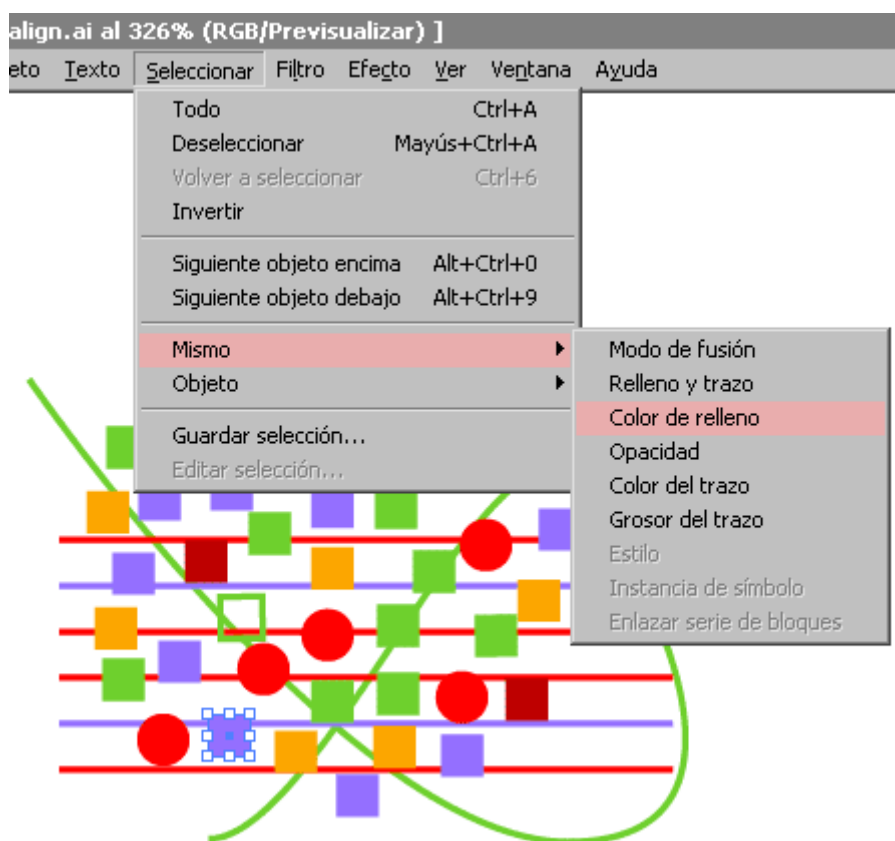 align.ai al 326% (RGB/Previsualizar) ]
eto Texto Seleccionar Filtro Efecto Ver Ventana Ayuda
Todo Ctrl+A
Deseleccionar Mayús+Ctrl+A
Volver a seleccionar Ctrl+6
Invertir
Siguiente objeto encima Alt+Ctrl+0
Siguiente objeto debajo Alt+Ctrl+9
Mismo
Objeto
Guardar selección...
Editar selección...
Modo de fusión
Relleno y trazo
Color de relleno
Opacidad
Color del trazo
Grosor del trazo
Estilo
Instancia de símbolo
Enlazar serie de bloques